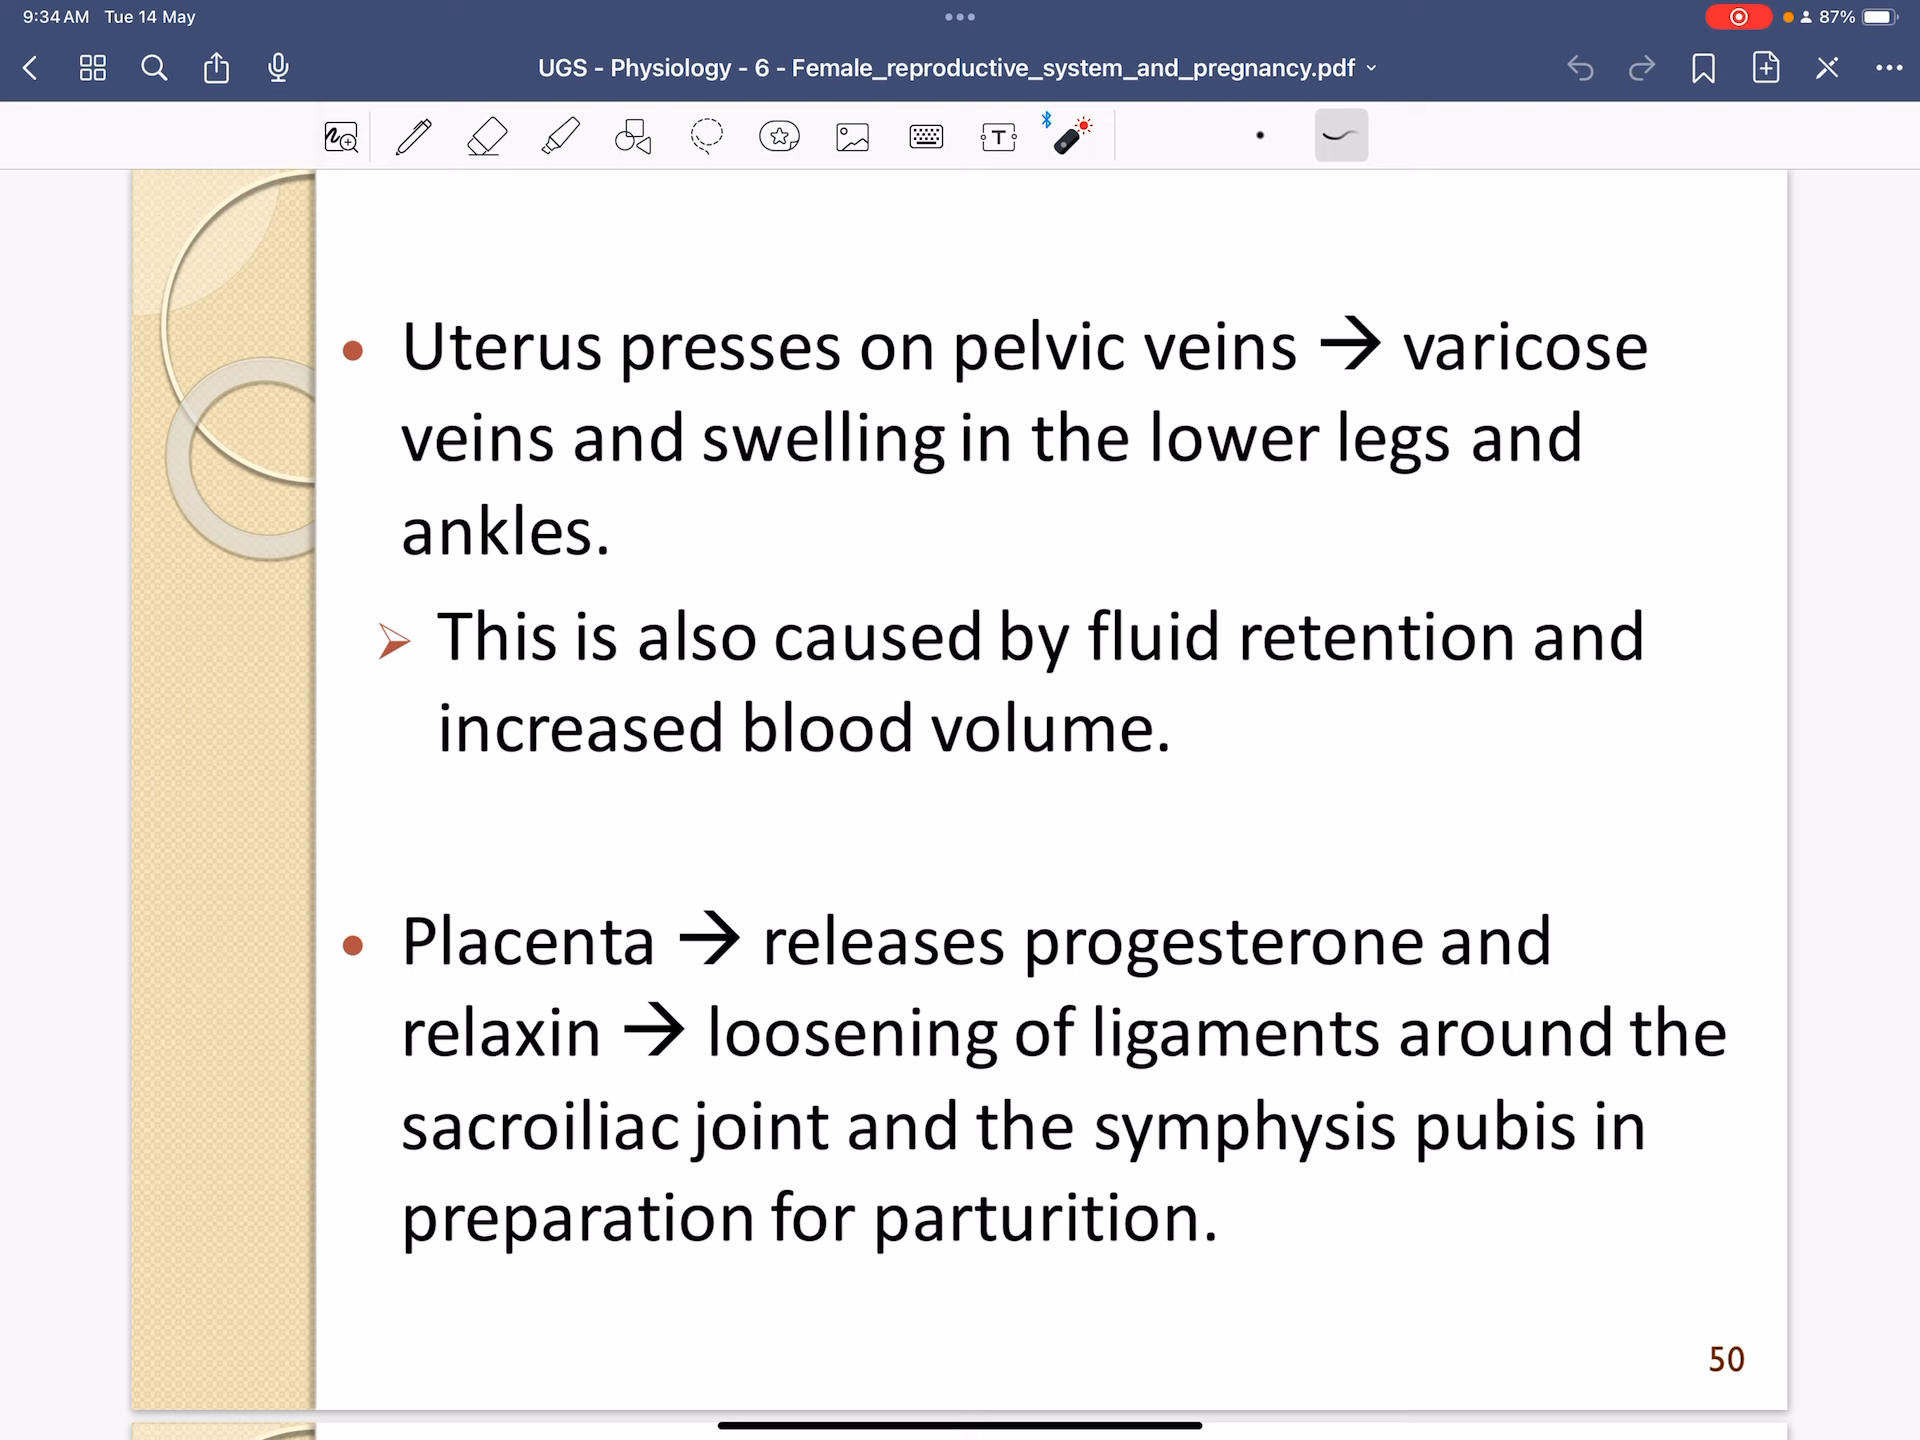 9:34 AM Tue 14 May
87%
UGS - Physiology - 6 - Female_reproductive_system_and_pregnancy.pdf
T
• Uterus presses on pelvic veins → varicose
veins and swelling in the lower legs and
ankles.
➢ This is also caused by fluid retention and
increased blood volume.
• Placenta → releases progesterone and
relaxin → loosening of ligaments around the
sacroiliac joint and the symphysis pubis in
preparation for parturition.
50